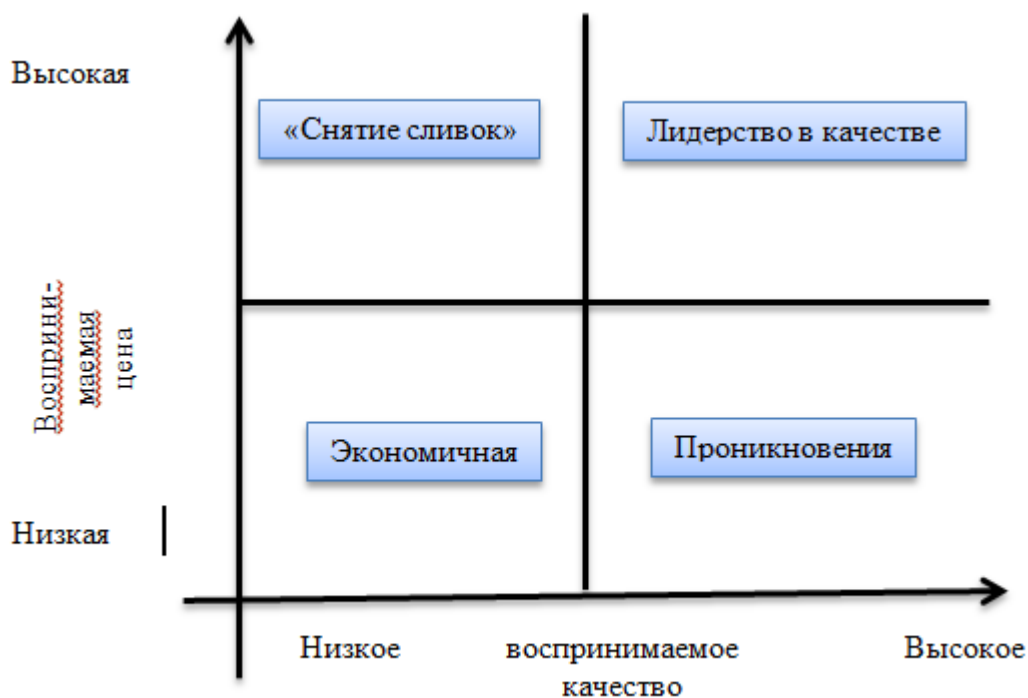 Высокая
«Снятие сливок»
Лидерство в качестве
Восприни-
маемая
цена
Экономичная
Проникновения
Низкая
Низкое
воспринимаемое
качество
Высокое